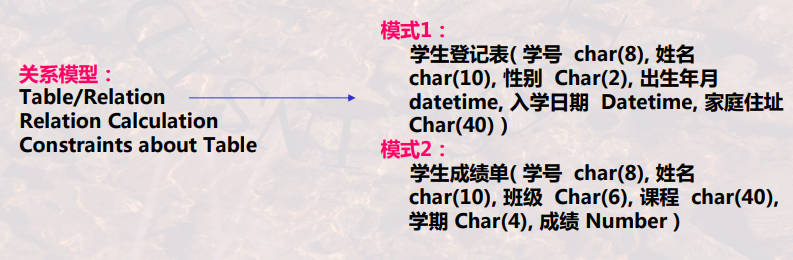 关系模型：
Table/Relation
Relation Calculation
Constraints about Table
模式1：
学生登记表( 学号 char(8), 姓名
char(10), 性别 Char(2), 出生年月
datetime, 入学日期 Datetime, 家庭住址
Char(40) )
模式2：
学生成绩单( 学号 char(8), 姓名
char(10), 班级 Char(6), 课程 char(40),
学期 Char(4), 成绩 Number )